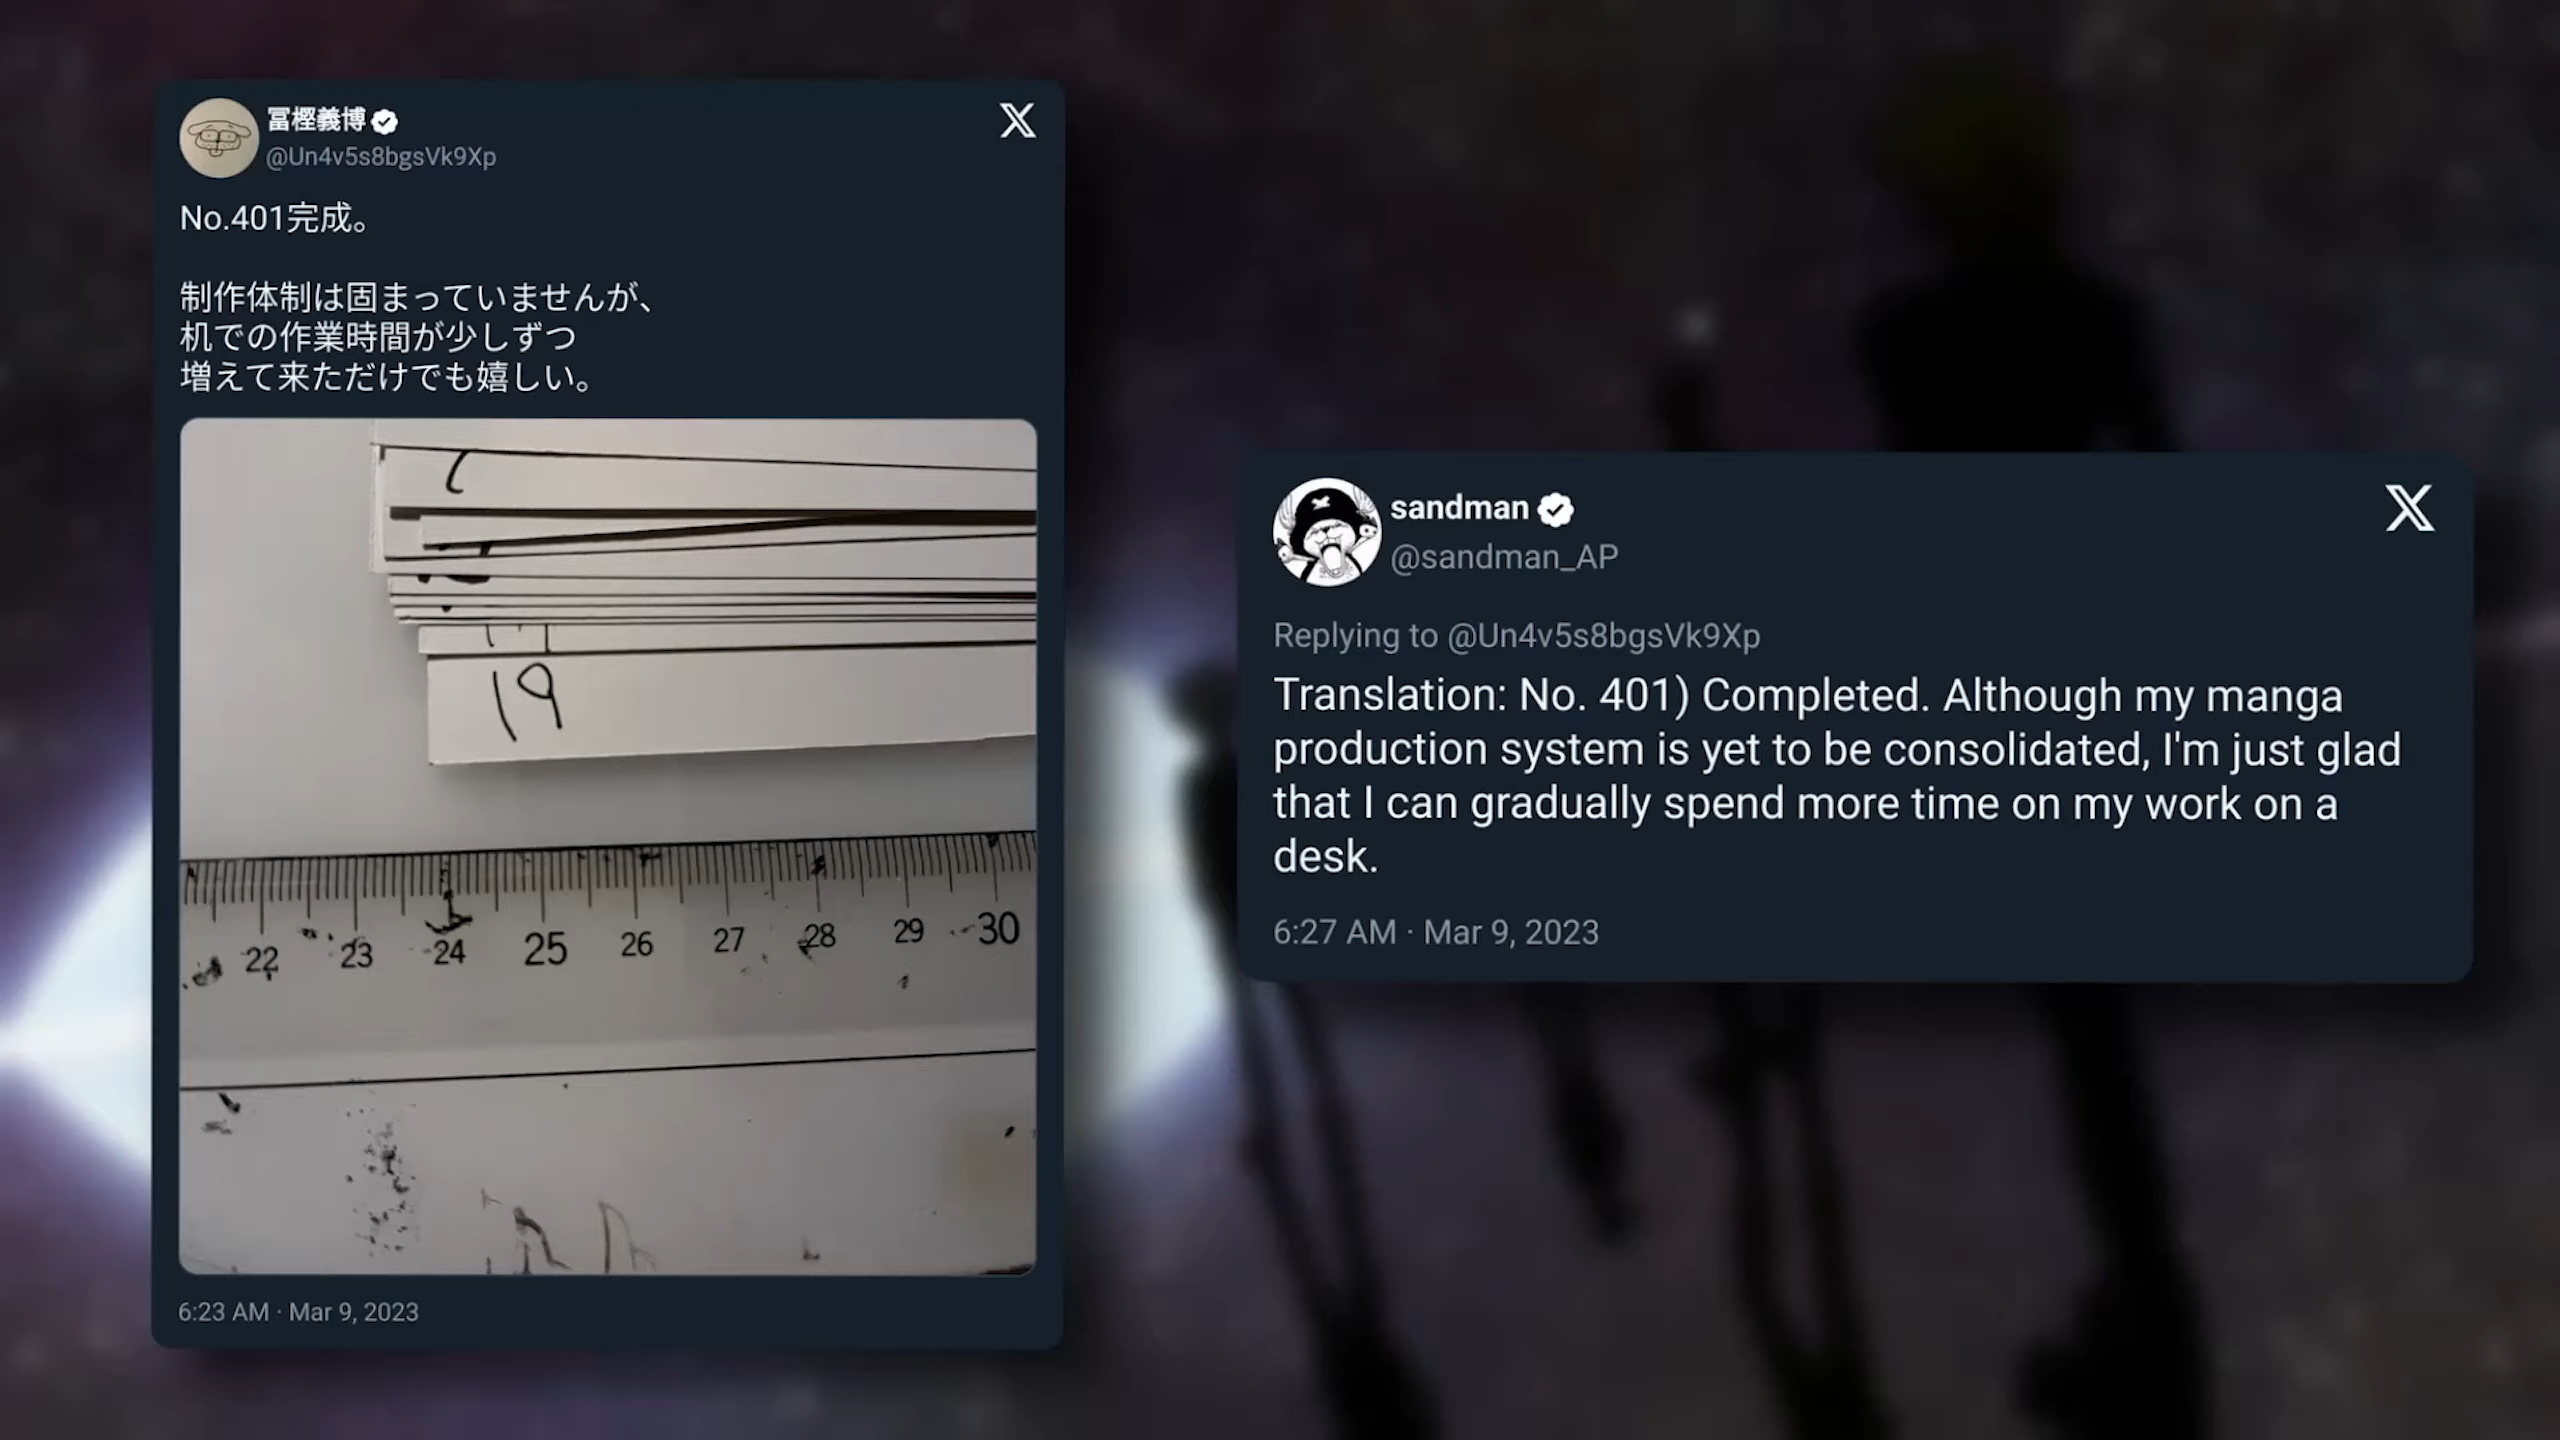 冨樫義博
@Un4v5s8bgsVk9Xp
No.401完成。
制作体制は固まっていませんが、
机での作業時間が少しずつ
増えて来ただけでも嬉しい。
19
22 23 24 25 26 27 28 29 30
6:23 AM · Mar 9, 2023
sandman
@sandman_AP
Replying to @Un4v5s8bgsVk9Xp
Translation: No. 401) Completed. Although my manga
production system is yet to be consolidated, I'm just glad
that I can gradually spend more time on my work on a
desk.
6:27 AM · Mar 9, 2023